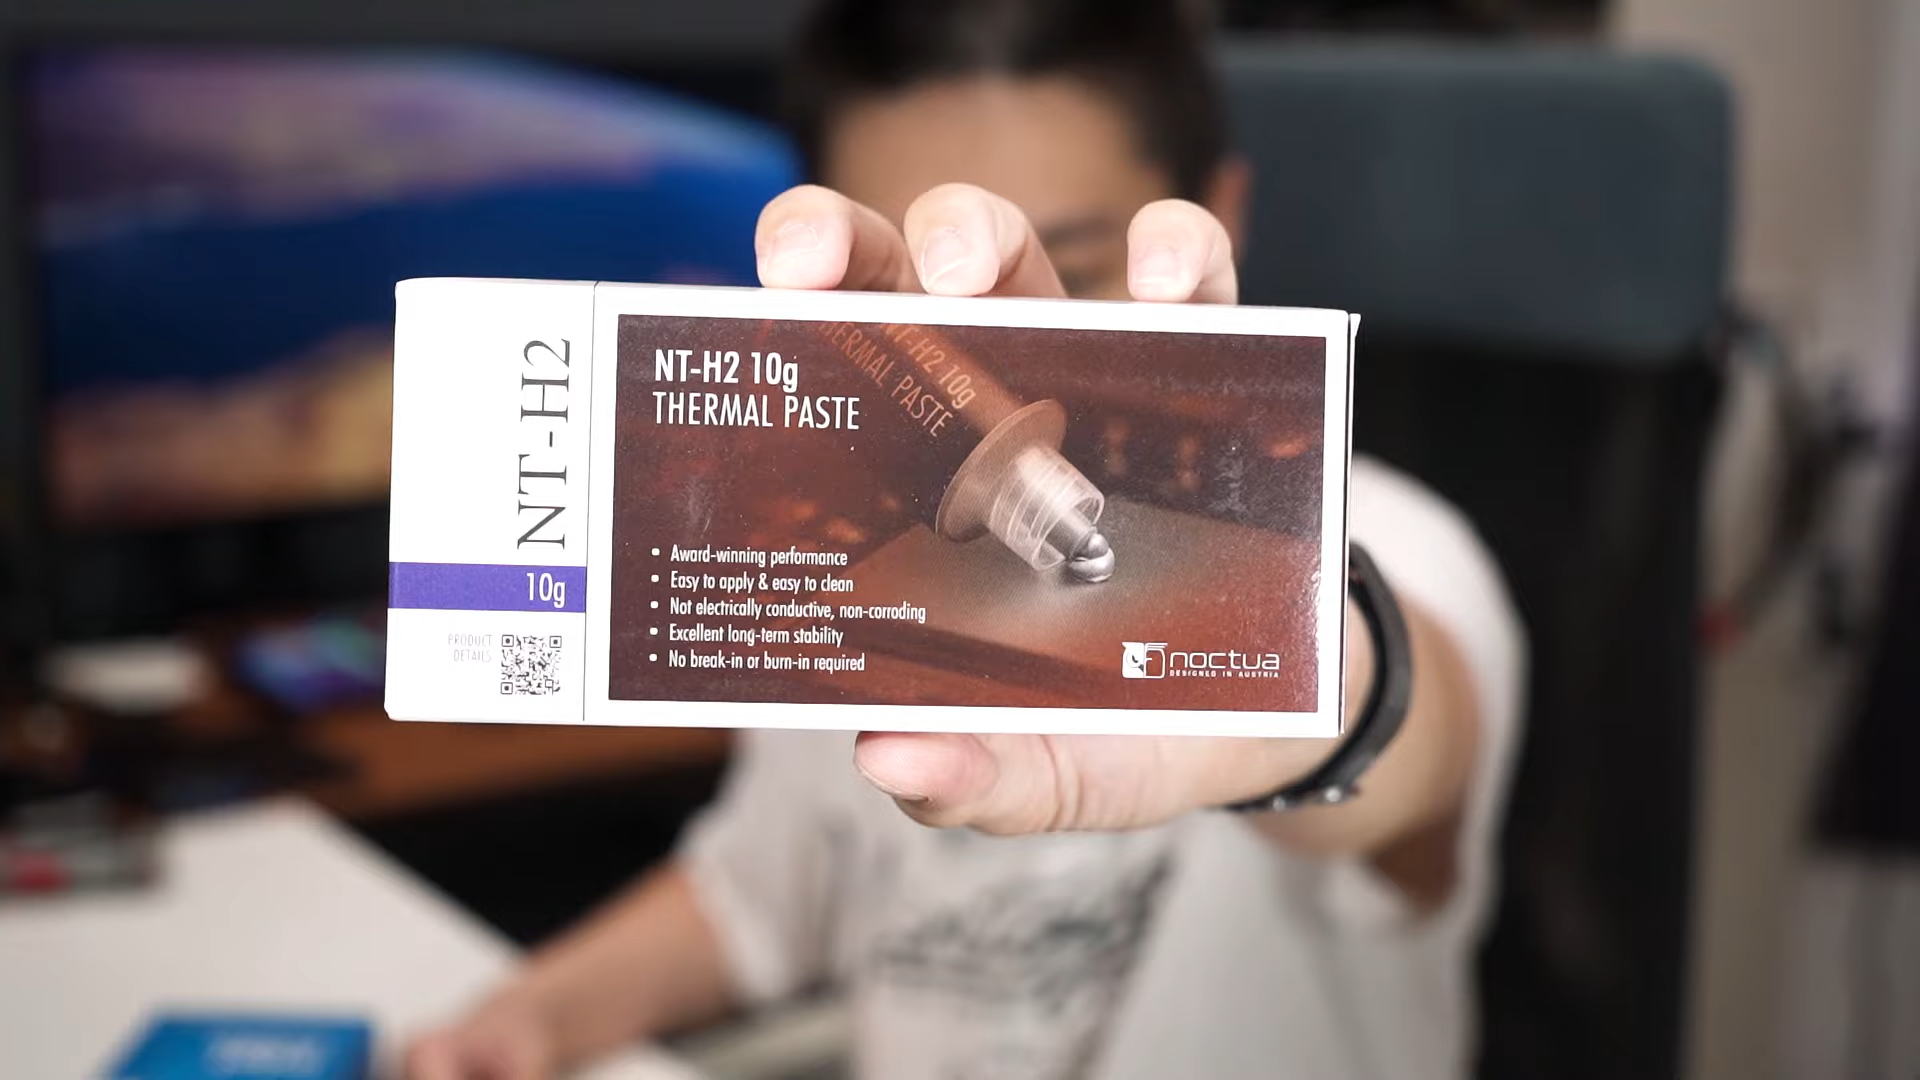 NT-H2
10g
PRODUCT
DETAILS
NT-H2 10g
THERMAL PASTE
NT-H2 10g
THERMAL PASTE
• Award-winning performance
• Easy to apply & easy to clean
• Not electrically conductive, non-corroding
• Excellent long-term stability
• No break-in or burn-in required
noctua
DESIGNED IN AUSTRIA